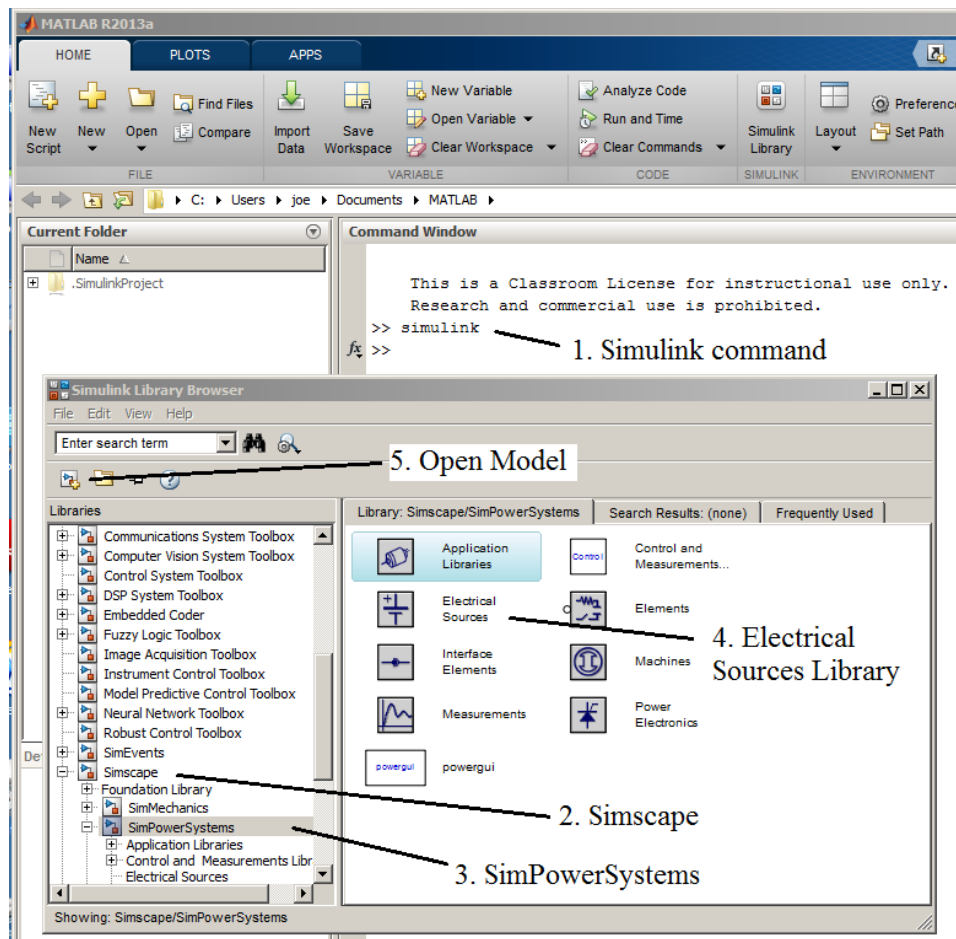 MATLAB R2013a
HOME PLOTS APPS
New Script
New
Open
Find Files
Compare
Import Data
Save Workspace
New Variable
Open Variable
Clear Workspace
Analyze Code
Run and Time
Clear Commands
Simulink Library
Layout
Preference
Set Path
FILE VARIABLE CODE SIMULINK ENVIRONMENT
C: Users joe Documents MATLAB
Current Folder
Name
.SimulinkProject
Command Window
This is a Classroom License for instructional use only.
Research and commercial use is prohibited.
>> simulink
fx >>
1. Simulink command
Simulink Library Browser
File Edit View Help
Enter search term
5. Open Model
Libraries
Communications System Toolbox
Computer Vision System Toolbox
Control System Toolbox
DSP System Toolbox
Embedded Coder
Fuzzy Logic Toolbox
Image Acquisition Toolbox
Instrument Control Toolbox
Model Predictive Control Toolbox
Neural Network Toolbox
Robust Control Toolbox
SimEvents
Simscape
Foundation Library
SimMechanics
SimPowerSystems
Application Libraries
Control and Measurements Libr
Electrical Sources
Library: Simscape/SimPowerSystems
Search Results: (none)
Frequently Used
Application
Libraries
Control
Control and
Measurements...
Electrical
Sources
Elements
Interface
Elements
Machines
Measurements
Power
Electronics
powergui
powergui
4. Electrical
Sources Library
2. Simscape
3. SimPowerSystems
Showing: Simscape/SimPowerSystems
De